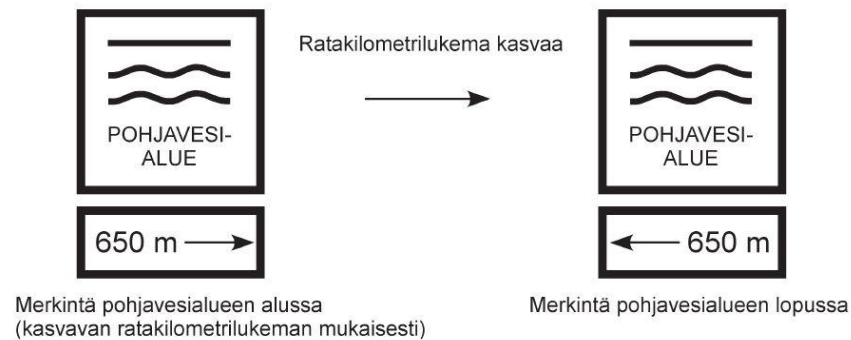 Ratakilometrilukema kasvaa
POHJAVESI-
ALUE
650 m
Merkintä pohjavesialueen alussa
(kasvavan ratakilometrilukeman mukaisesti)
POHJAVESI-
ALUE
650 m
Merkintä pohjavesialueen lopussa